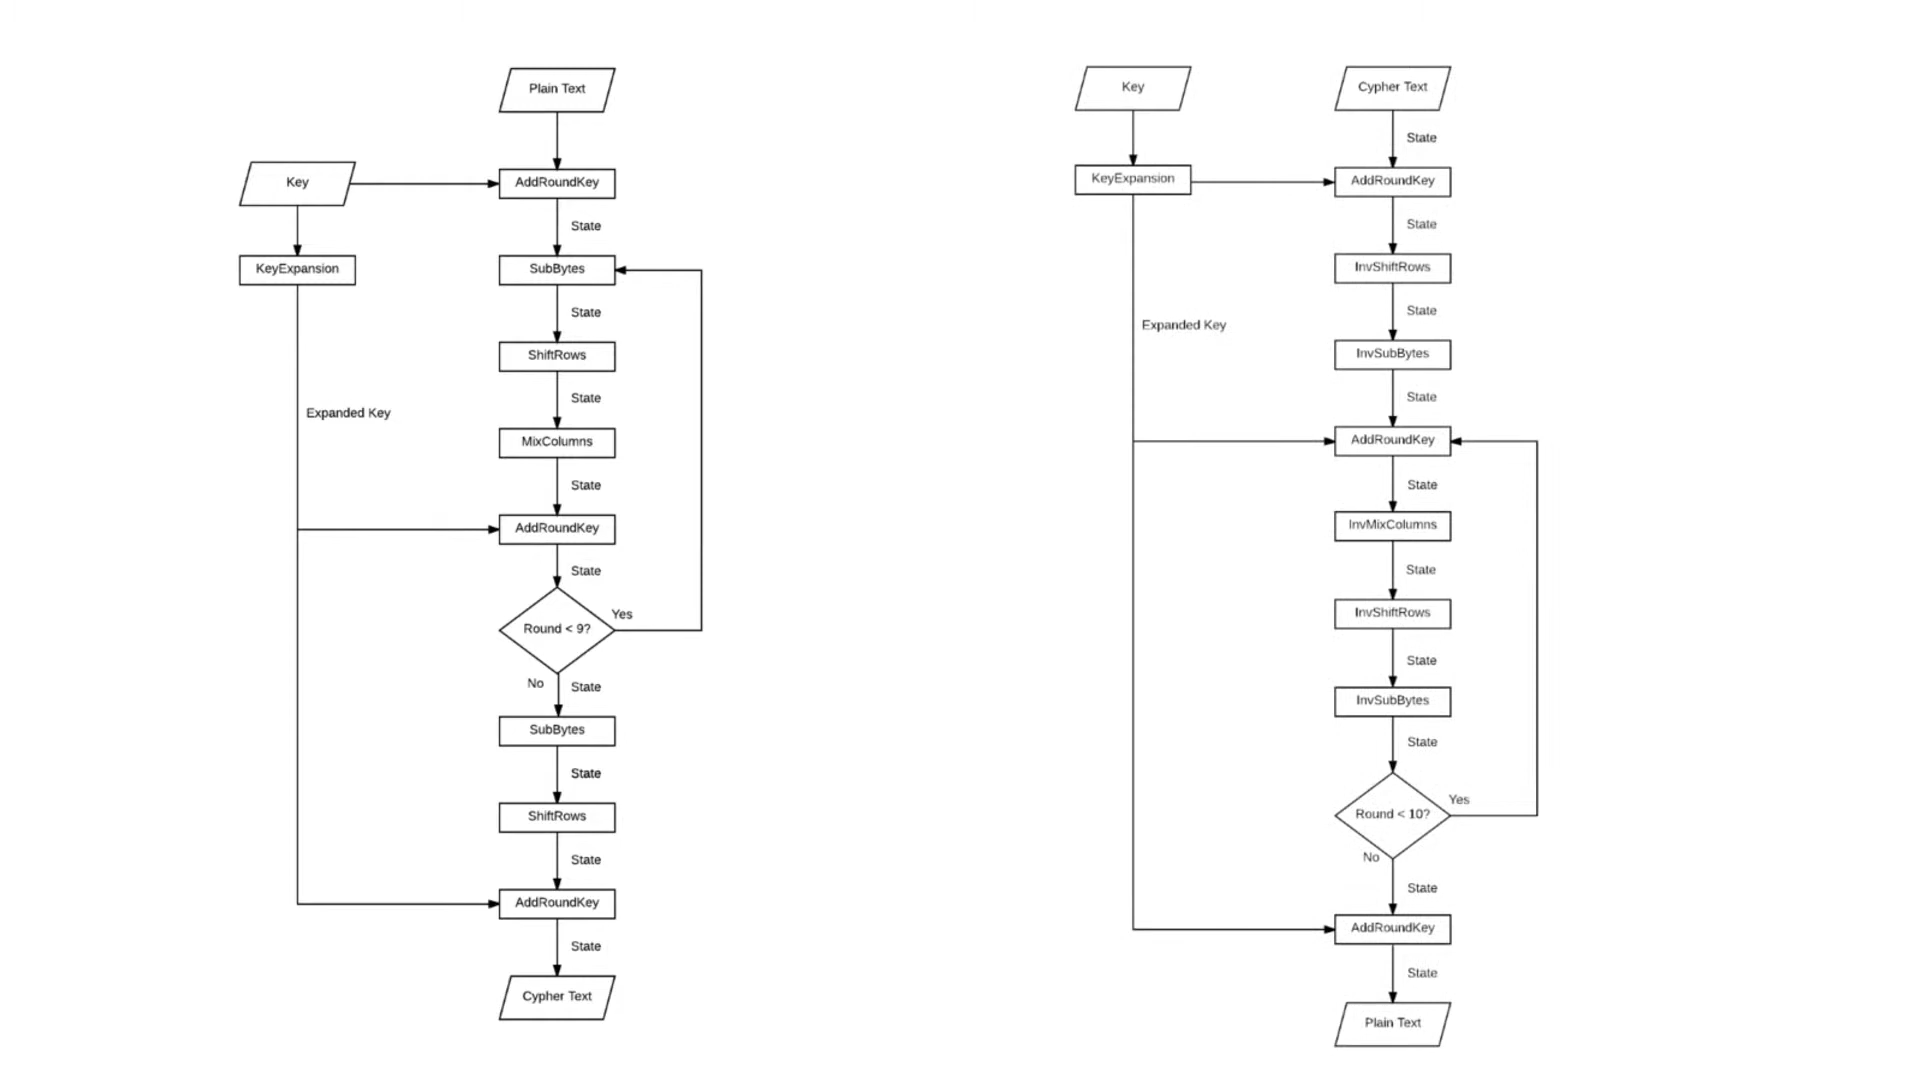 Plain Text
Key
AddRoundKey
State
KeyExpansion
SubBytes
State
ShiftRows
State
Expanded Key
MixColumns
State
AddRoundKey
State
Round < 9?
Yes
No
State
SubBytes
State
ShiftRows
State
AddRoundKey
State
Cypher Text
Key
Cypher Text
State
KeyExpansion
AddRoundKey
State
InvShiftRows
State
Expanded Key
InvSubBytes
State
AddRoundKey
State
InvMixColumns
State
InvShiftRows
State
InvSubBytes
State
Round < 10?
Yes
No
State
AddRoundKey
State
Plain Text